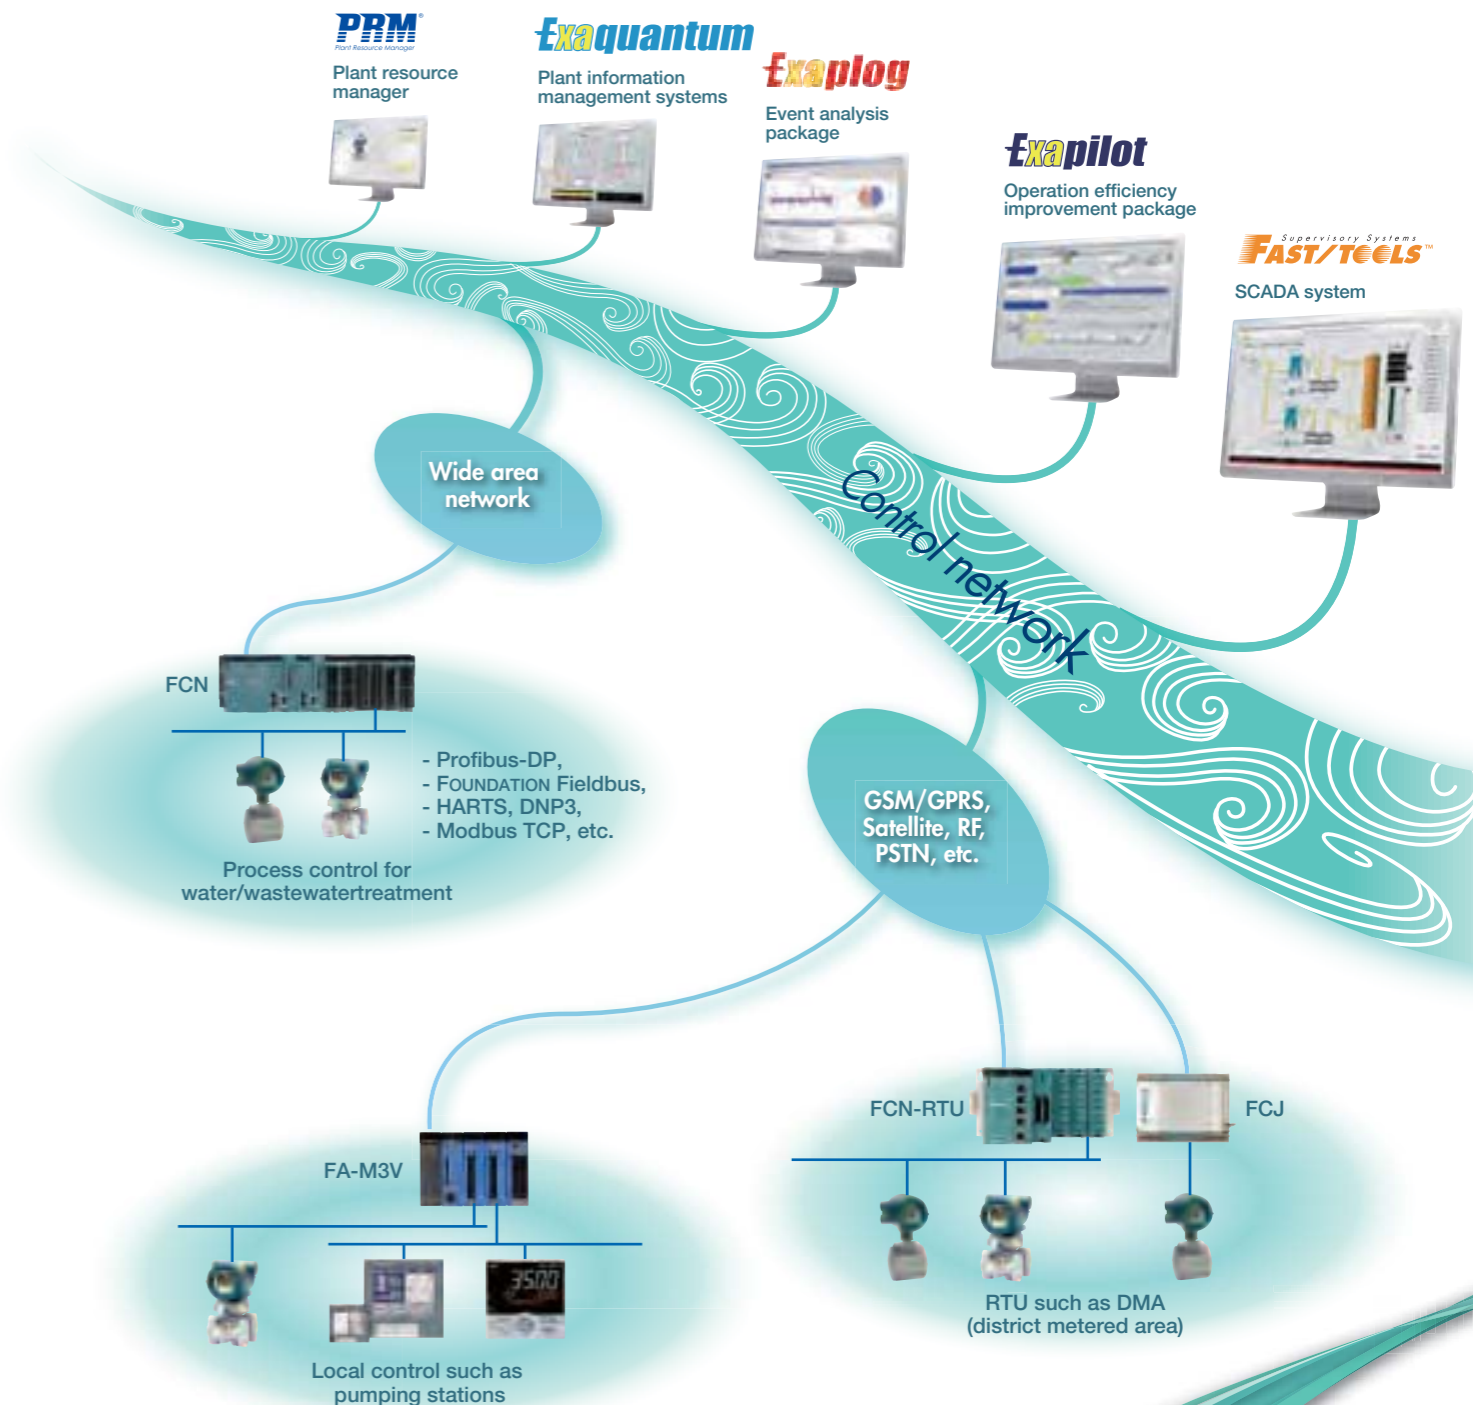 PRM®
Plant Resource Manager
Plant resource
manager
Exaquantum
Plant information
management systems
Exaplog
Event analysis
package
Exapilot
Operation efficiency
improvement package
Supervisory Systems
FAST/TOOLS™
SCADA system
Wide area
network
Control network
FCN
- Profibus-DP,
- FOUNDATION Fieldbus,
- HARTS, DNP3,
- Modbus TCP, etc.
Process control for
water/wastewatertreatment
GSM/GPRS,
Satellite, RF,
PSTN, etc.
FCN-RTU
FCJ
FA-M3V
3500
RTU such as DMA
(district metered area)
Local control such as
pumping stations